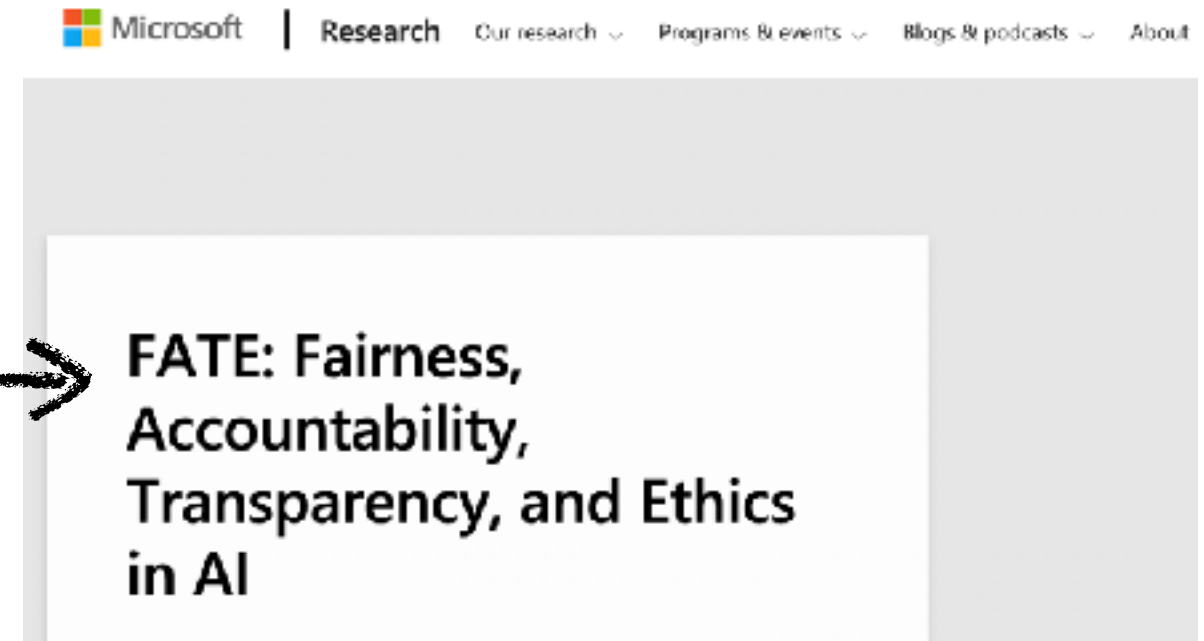 Microsoft | Research Our research Programs & events Blogs & podcasts About
FATE: Fairness,
Accountability,
Transparency, and Ethics
in AI